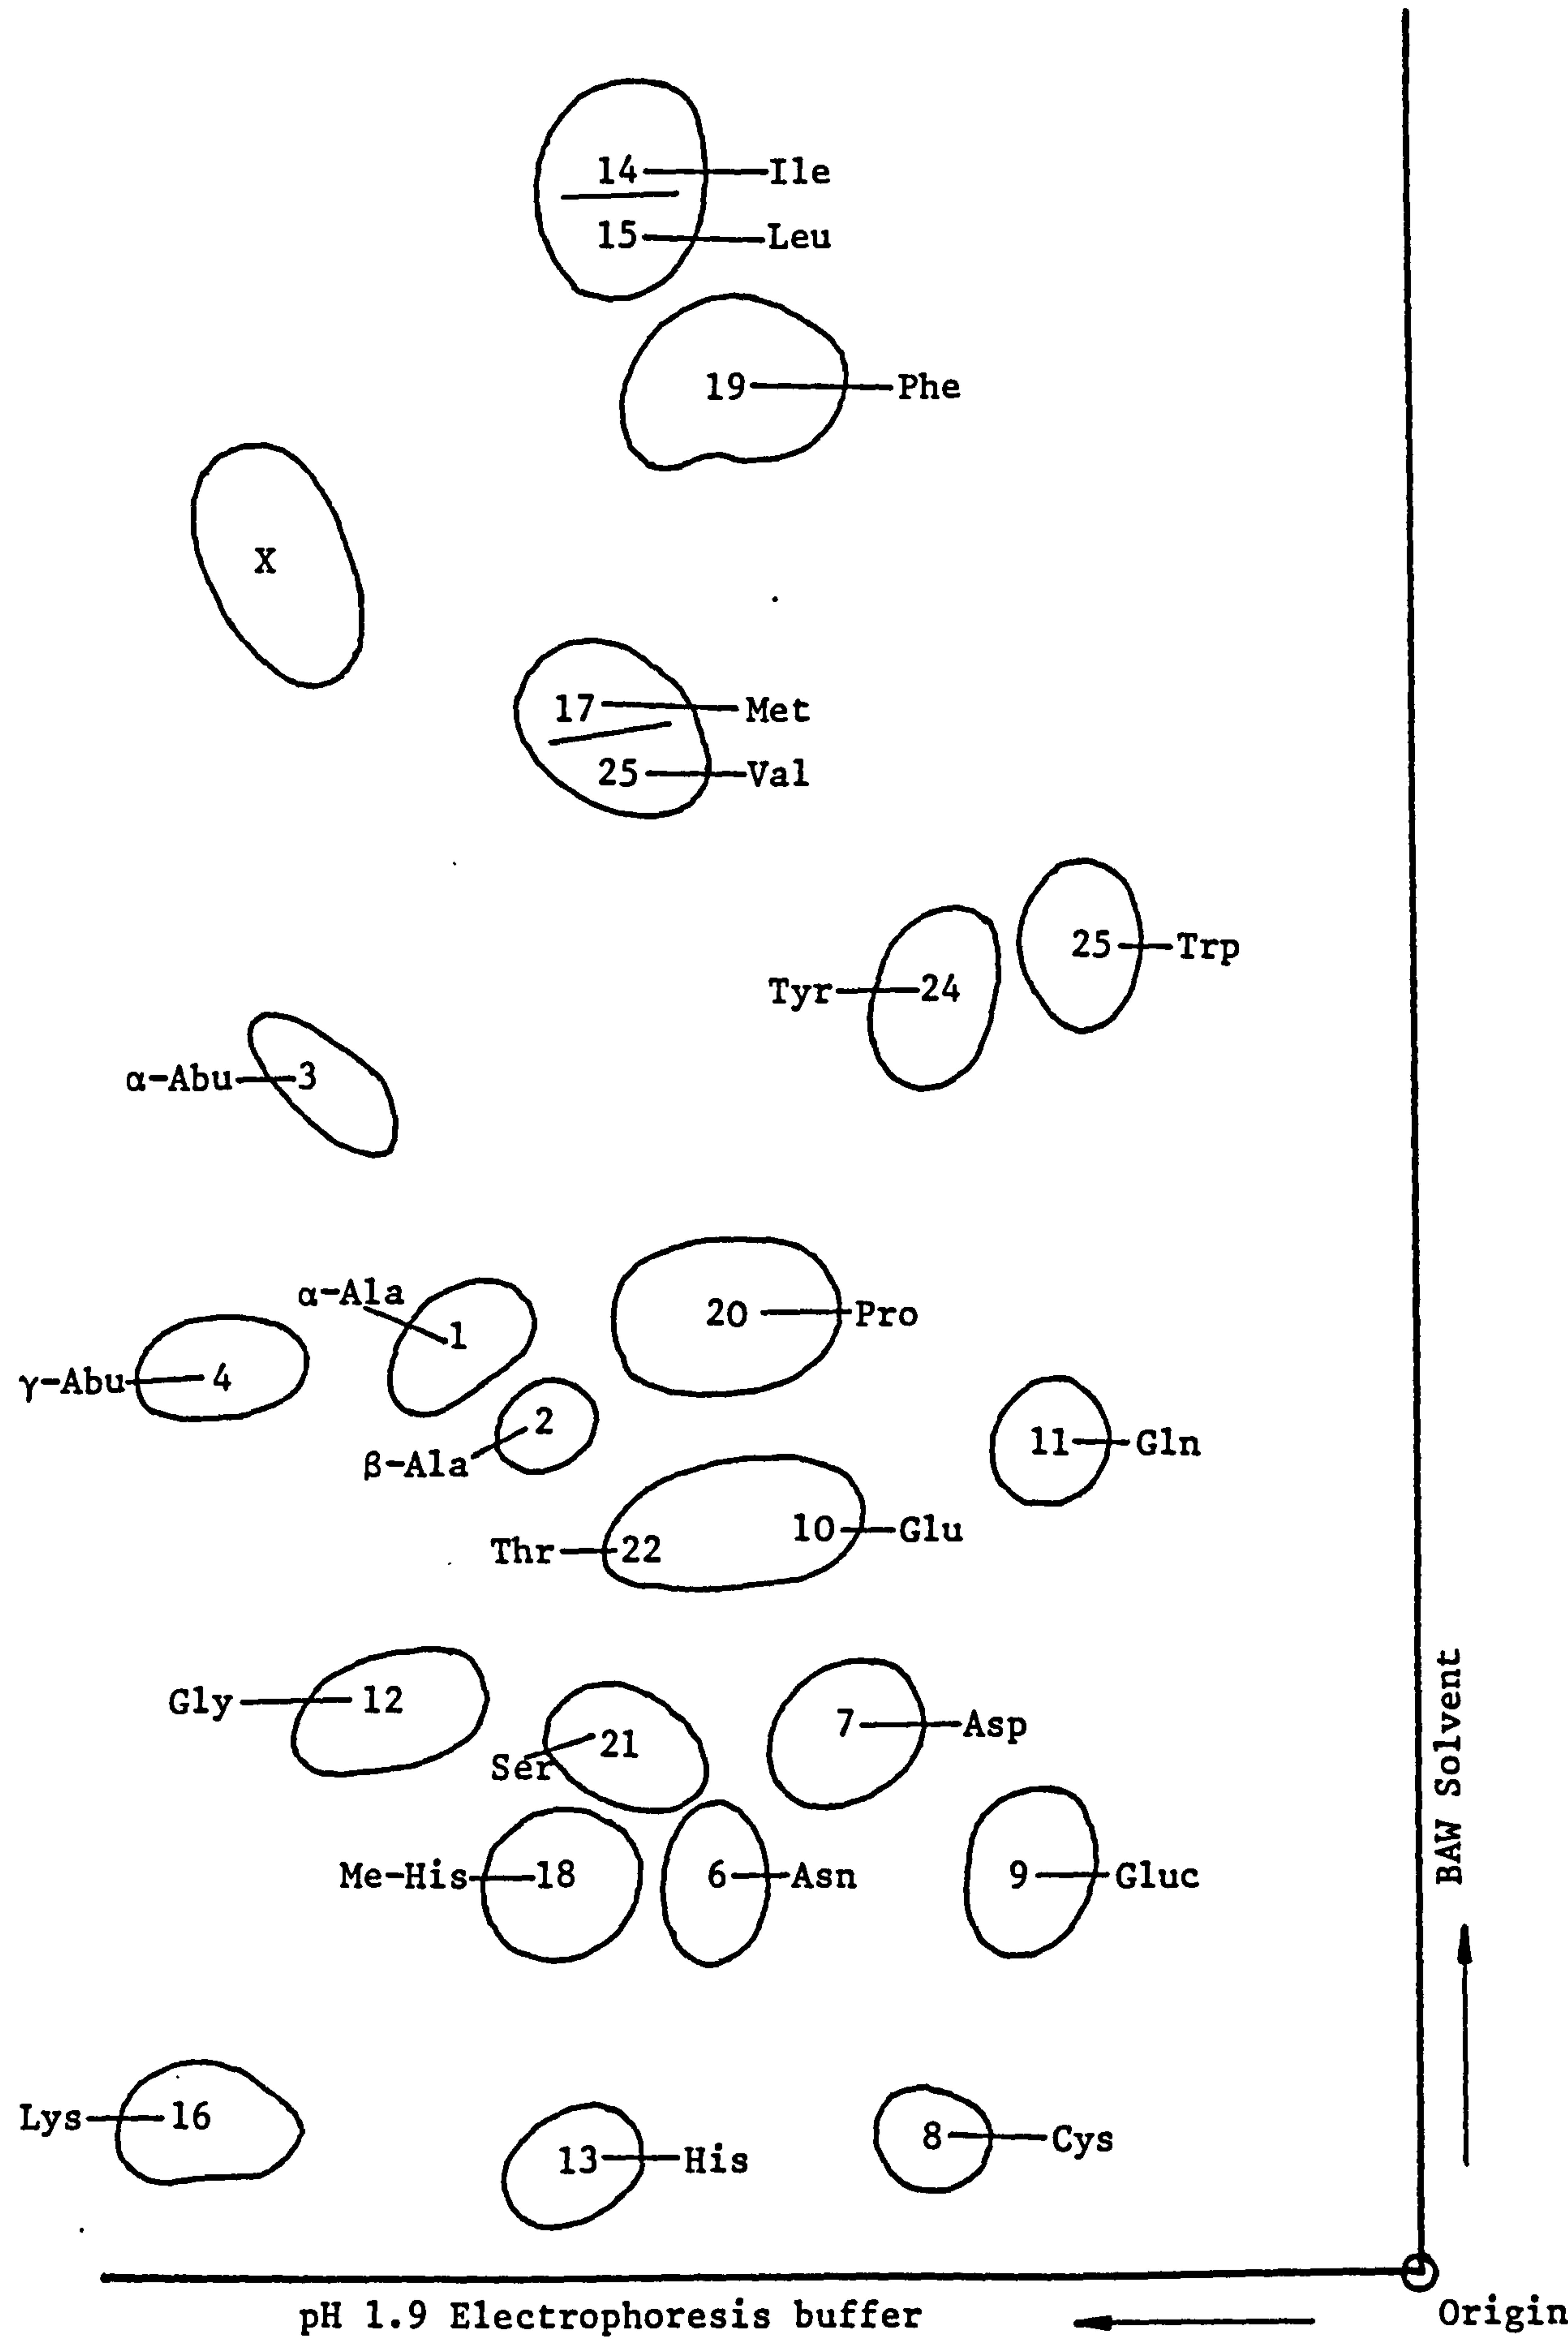 14 Ile
15 Leu
19 Phe
X
17 Met
25 Val
25 Trp
Tyr 24
α-Abu 3
α-Ala 1
20 Pro
γ-Abu 4
2
β-Ala
11 Gln
10 Glu
Thr 22
Gly 12
21
Ser
7 Asp
Me-His 18
6 Asn
9 Gluc
BAW Solvent
Lys 16
13 His
8 Cys
pH 1.9 Electrophoresis buffer
Origin